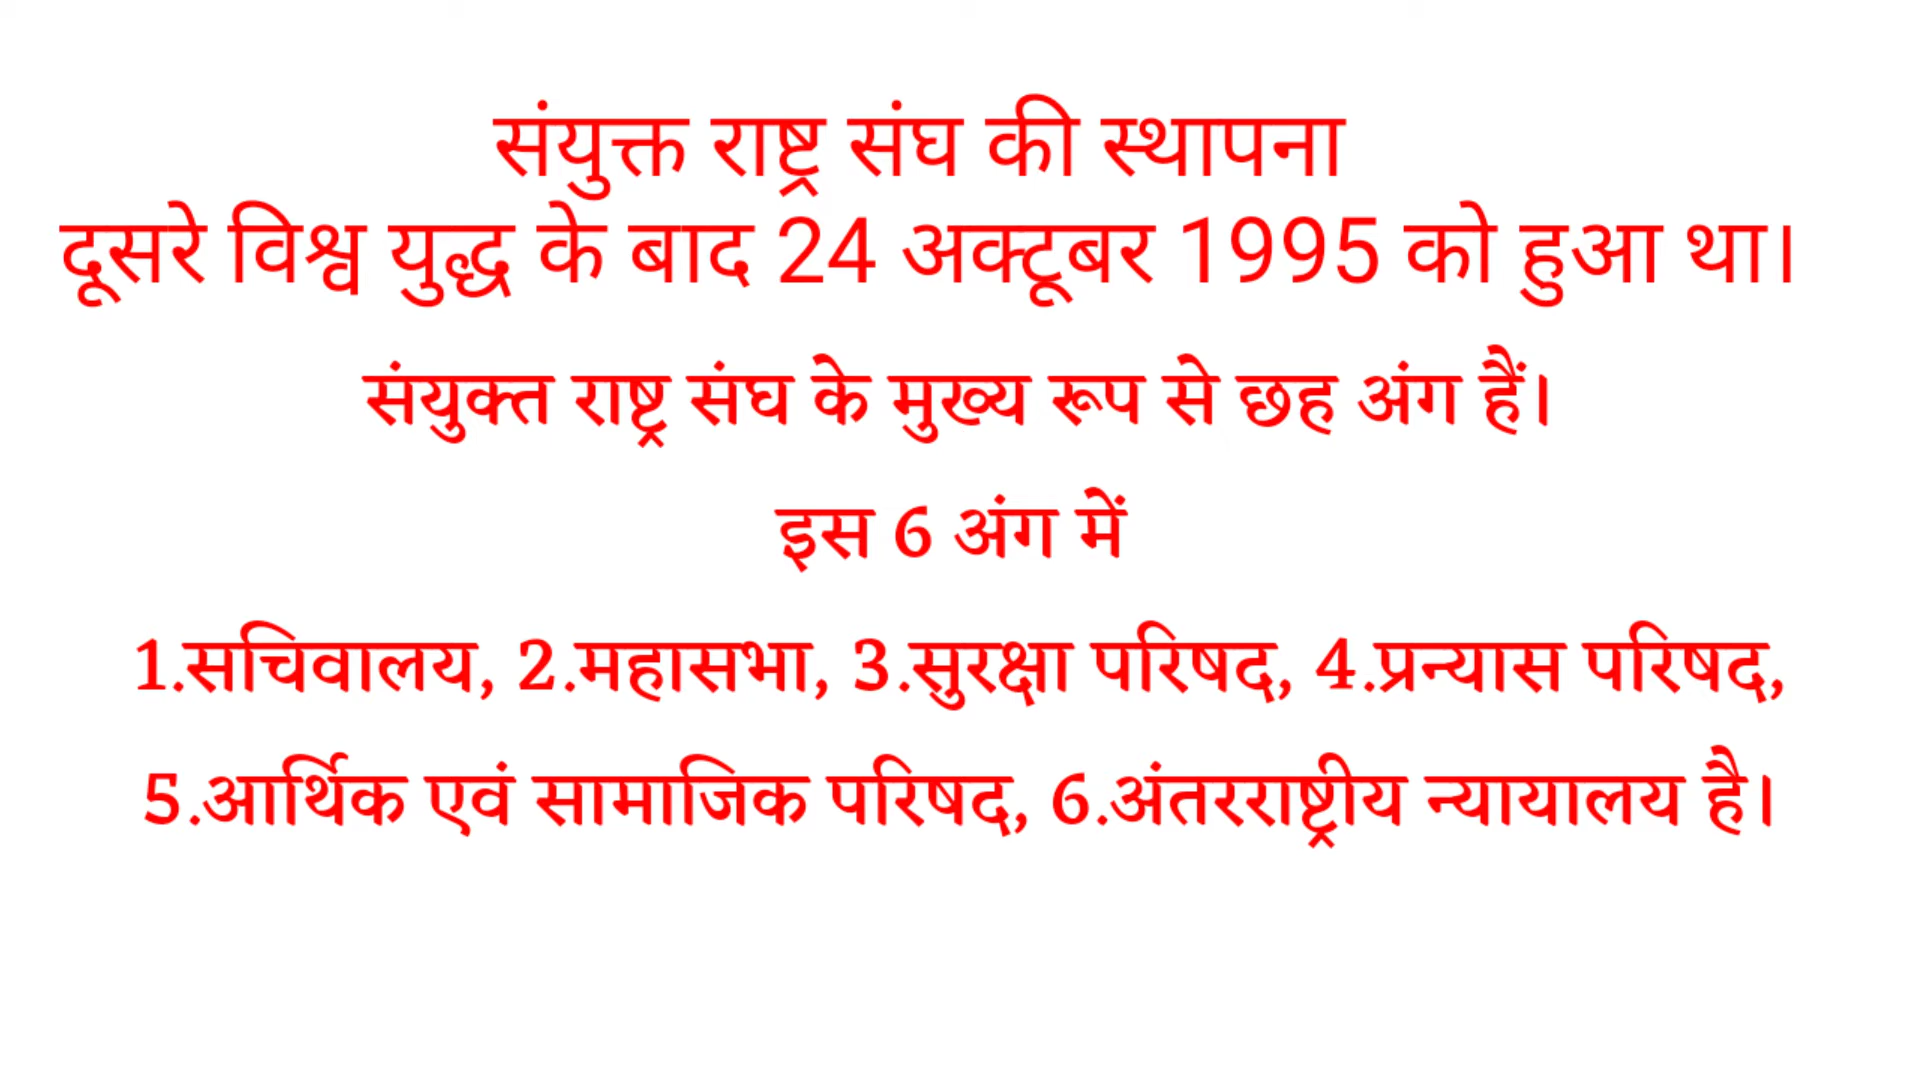 संयुक्त राष्ट्र संघ की स्थापना
दूसरे विश्व युद्ध के बाद 24 अक्टूबर 1995 को हुआ था।
संयुक्त राष्ट्र संघ के मुख्य रूप से छह अंग हैं।
इस 6 अंग में
1.सचिवालय, 2.महासभा, 3.सुरक्षा परिषद, 4.प्रन्यास परिषद,
5.आर्थिक एवं सामाजिक परिषद, 6.अंतरराष्ट्रीय न्यायालय है।